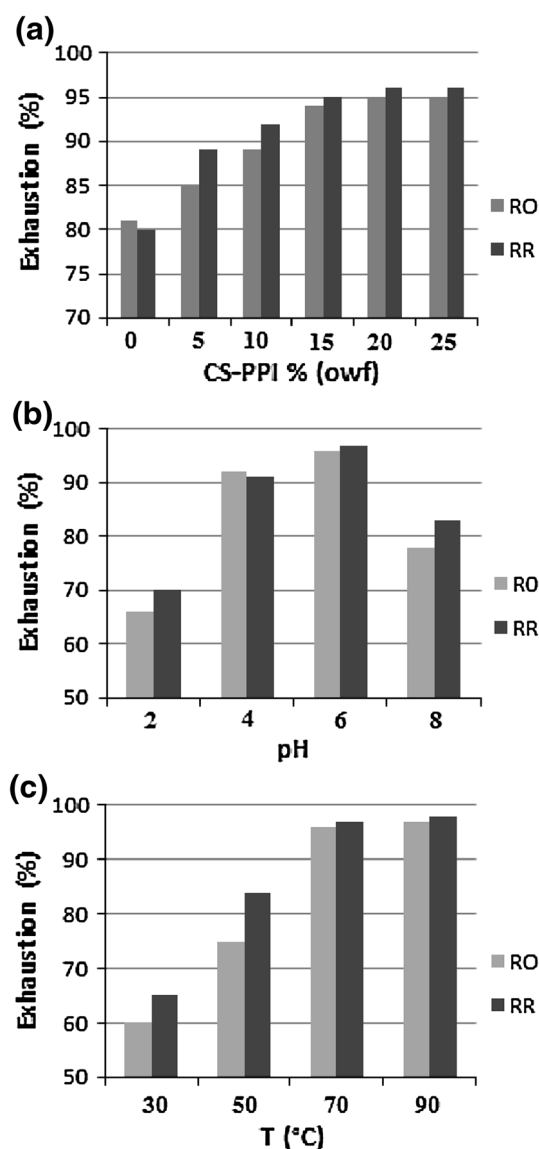 (a)
100
95
90
85
80
75
70
Exhaustion (%)
0 5 10 15 20 25
CS-PPI % (owf)
RO
RR
(b)
100
90
80
70
60
50
Exhaustion (%)
2 4 6 8
pH
RO
RR
(c)
100
90
80
70
60
50
Exhaustion (%)
30 50 70 90
T (°C)
RO
RR